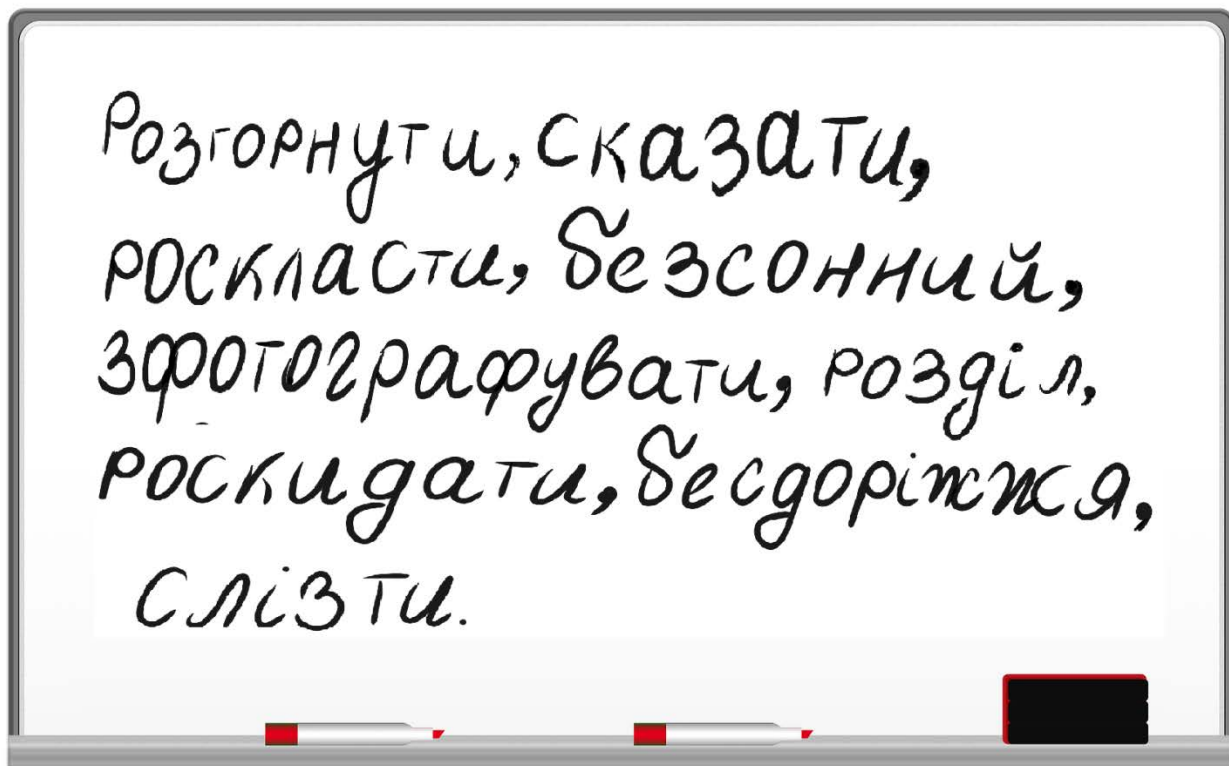 Розгорнути, сказати,
роскласти, безсонний,
зфотографувати, розділ,
роскидати, бесдоріжжя,
слізти.